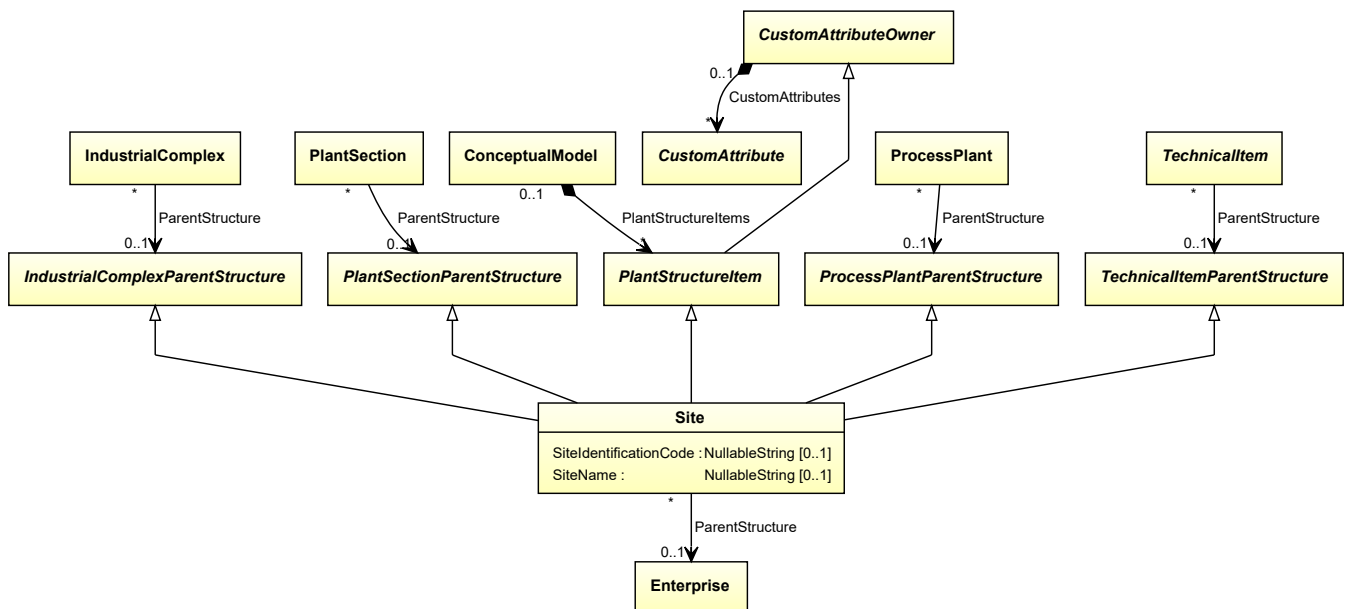 CustomAttributeOwner
0..1
CustomAttributes
*
IndustrialComplex
PlantSection
ConceptualModel
CustomAttribute
ProcessPlant
TechnicalItem
*
*
0..1
*
*
ParentStructure
ParentStructure
PlantStructureItems
ParentStructure
ParentStructure
0..1
0..1
*
0..1
0..1
IndustrialComplexParentStructure
PlantSectionParentStructure
PlantStructureItem
ProcessPlantParentStructure
TechnicalItemParentStructure
Site
SiteIdentificationCode : NullableString [0..1]
SiteName : NullableString [0..1]
*
ParentStructure
0..1
Enterprise